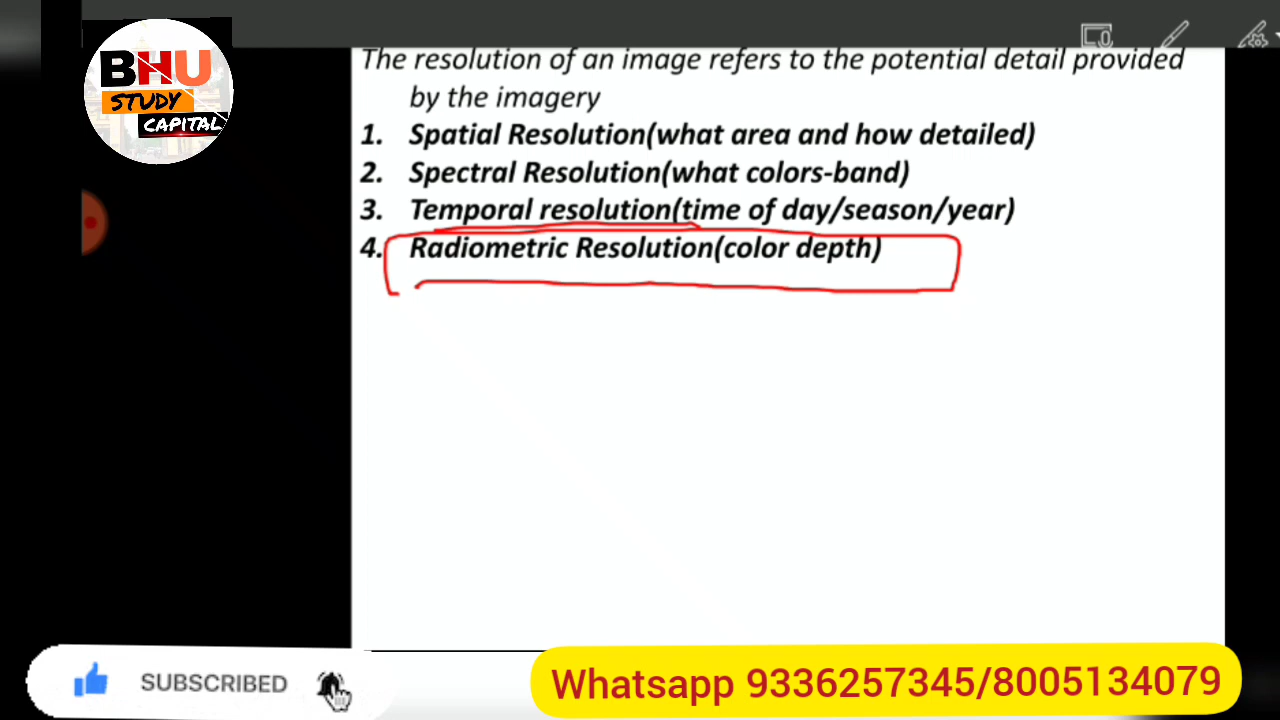 BHU
STUDY
CAPITAL
The resolution of an image refers to the potential detail provided
by the imagery
1. Spatial Resolution(what area and how detailed)
2. Spectral Resolution(what colors-band)
3. Temporal resolution(time of day/season/year)
4. Radiometric Resolution(color depth)
SUBSCRIBED
Whatsapp 9336257345/8005134079